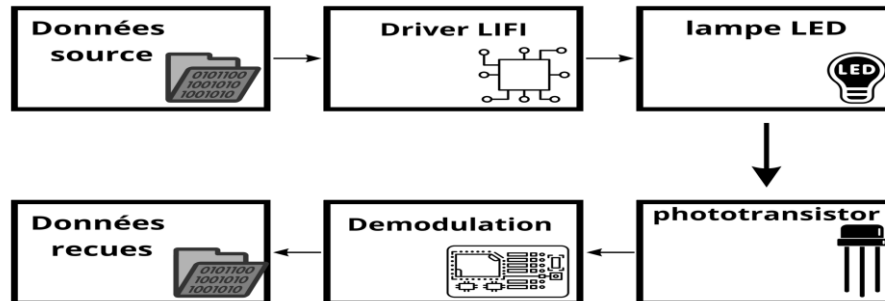 Données
source
0101100
1001010
1001010
Driver LIFI
lampe LED
LED
Données
recues
0101100
1001010
1001010
Demodulation
phototransistor